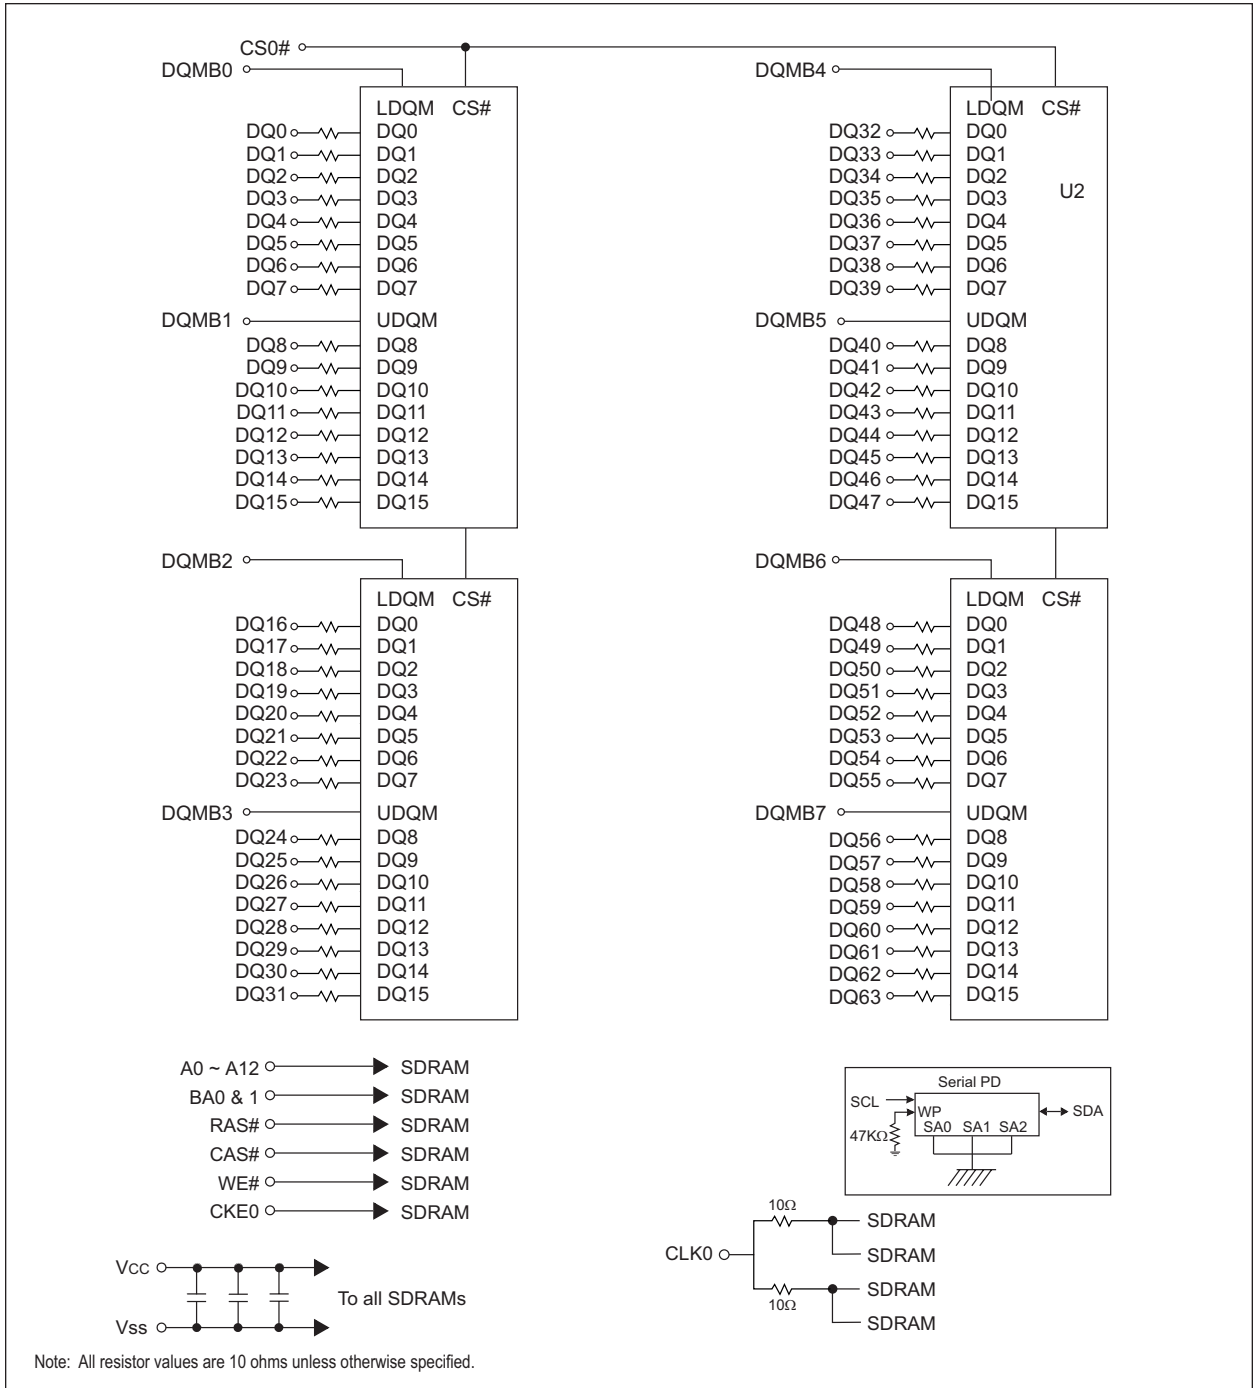 CS0#
DQMB0
LDQM CS#
DQ0 DQ0
DQ1 DQ1
DQ2 DQ2
DQ3 DQ3
DQ4 DQ4
DQ5 DQ5
DQ6 DQ6
DQ7 DQ7
DQMB1 UDQM
DQ8 DQ8
DQ9 DQ9
DQ10 DQ10
DQ11 DQ11
DQ12 DQ12
DQ13 DQ13
DQ14 DQ14
DQ15 DQ15
DQMB2
LDQM CS#
DQ16 DQ0
DQ17 DQ1
DQ18 DQ2
DQ19 DQ3
DQ20 DQ4
DQ21 DQ5
DQ22 DQ6
DQ23 DQ7
DQMB3 UDQM
DQ24 DQ8
DQ25 DQ9
DQ26 DQ10
DQ27 DQ11
DQ28 DQ12
DQ29 DQ13
DQ30 DQ14
DQ31 DQ15
DQMB4
LDQM CS#
DQ32 DQ0
DQ33 DQ1
DQ34 DQ2
U2
DQ35 DQ3
DQ36 DQ4
DQ37 DQ5
DQ38 DQ6
DQ39 DQ7
DQMB5 UDQM
DQ40 DQ8
DQ41 DQ9
DQ42 DQ10
DQ43 DQ11
DQ44 DQ12
DQ45 DQ13
DQ46 DQ14
DQ47 DQ15
DQMB6
LDQM CS#
DQ48 DQ0
DQ49 DQ1
DQ50 DQ2
DQ51 DQ3
DQ52 DQ4
DQ53 DQ5
DQ54 DQ6
DQ55 DQ7
DQMB7 UDQM
DQ56 DQ8
DQ57 DQ9
DQ58 DQ10
DQ59 DQ11
DQ60 DQ12
DQ61 DQ13
DQ62 DQ14
DQ63 DQ15
A0 ~ A12 SDRAM
BA0 & 1 SDRAM
RAS# SDRAM
CAS# SDRAM
WE# SDRAM
CKE0 SDRAM
Vcc
To all SDRAMs
Vss
Serial PD
SCL
WP
SDA
47KΩ
SA0 SA1 SA2
10Ω
SDRAM
CLK0
SDRAM
SDRAM
10Ω
SDRAM
Note: All resistor values are 10 ohms unless otherwise specified.